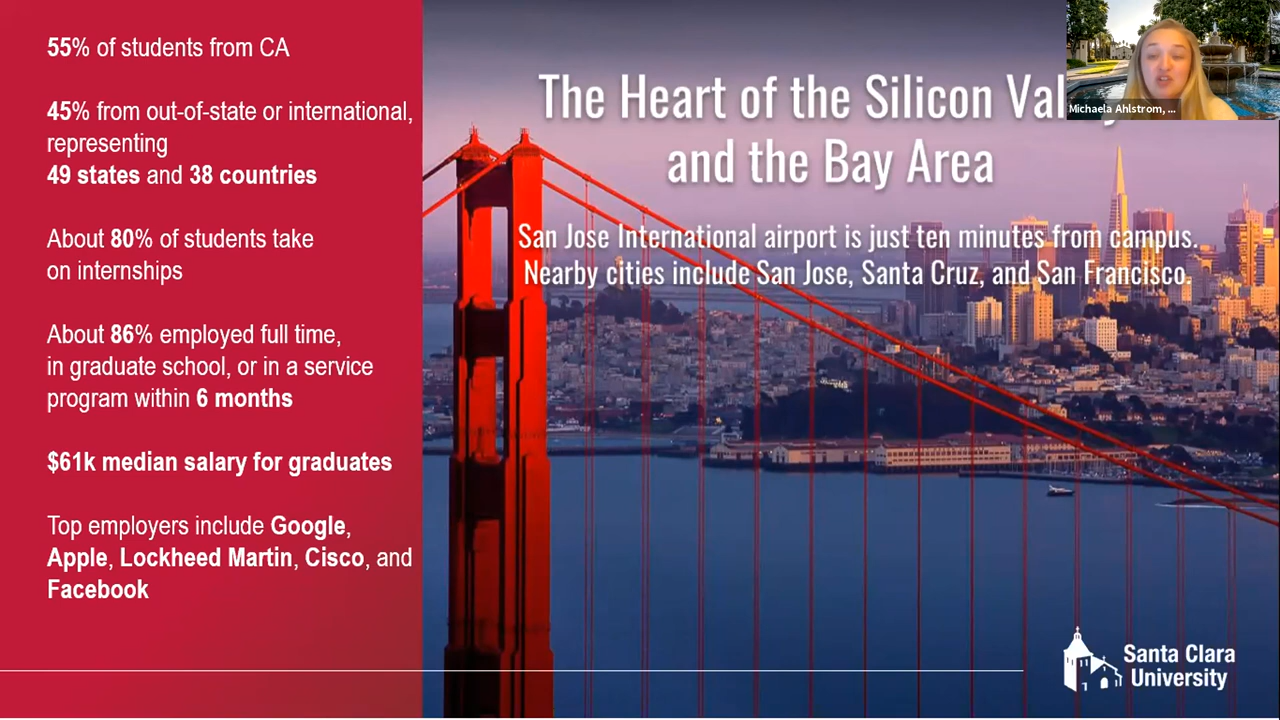 55% of students from CA
45% from out-of-state or international,
representing
49 states and 38 countries
About 80% of students take
on internships
About 86% employed full time,
in graduate school, or in a service
program within 6 months
$61k median salary for graduates
Top employers include Google,
Apple, Lockheed Martin, Cisco, and
Facebook
The Heart of the Silicon
and the Bay Area
San Jose International airport is just ten minutes from campus.
Nearby cities include San Jose, Santa Cruz, and San Francisco.
Michaela Ahlstrom, ...
Santa Clara
University